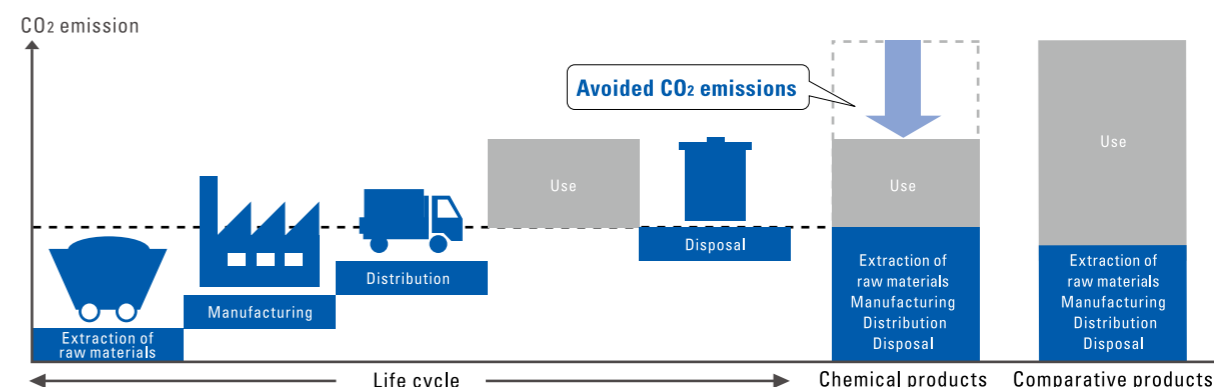 CO2 emission
Avoided CO2 emissions
Use
Use
Use
Disposal
Distribution
Manufacturing
Extraction of
raw materials
Extraction of
raw materials
Manufacturing
Distribution
Disposal
Extraction of
raw materials
Manufacturing
Distribution
Disposal
Life cycle
Chemical products
Comparative products